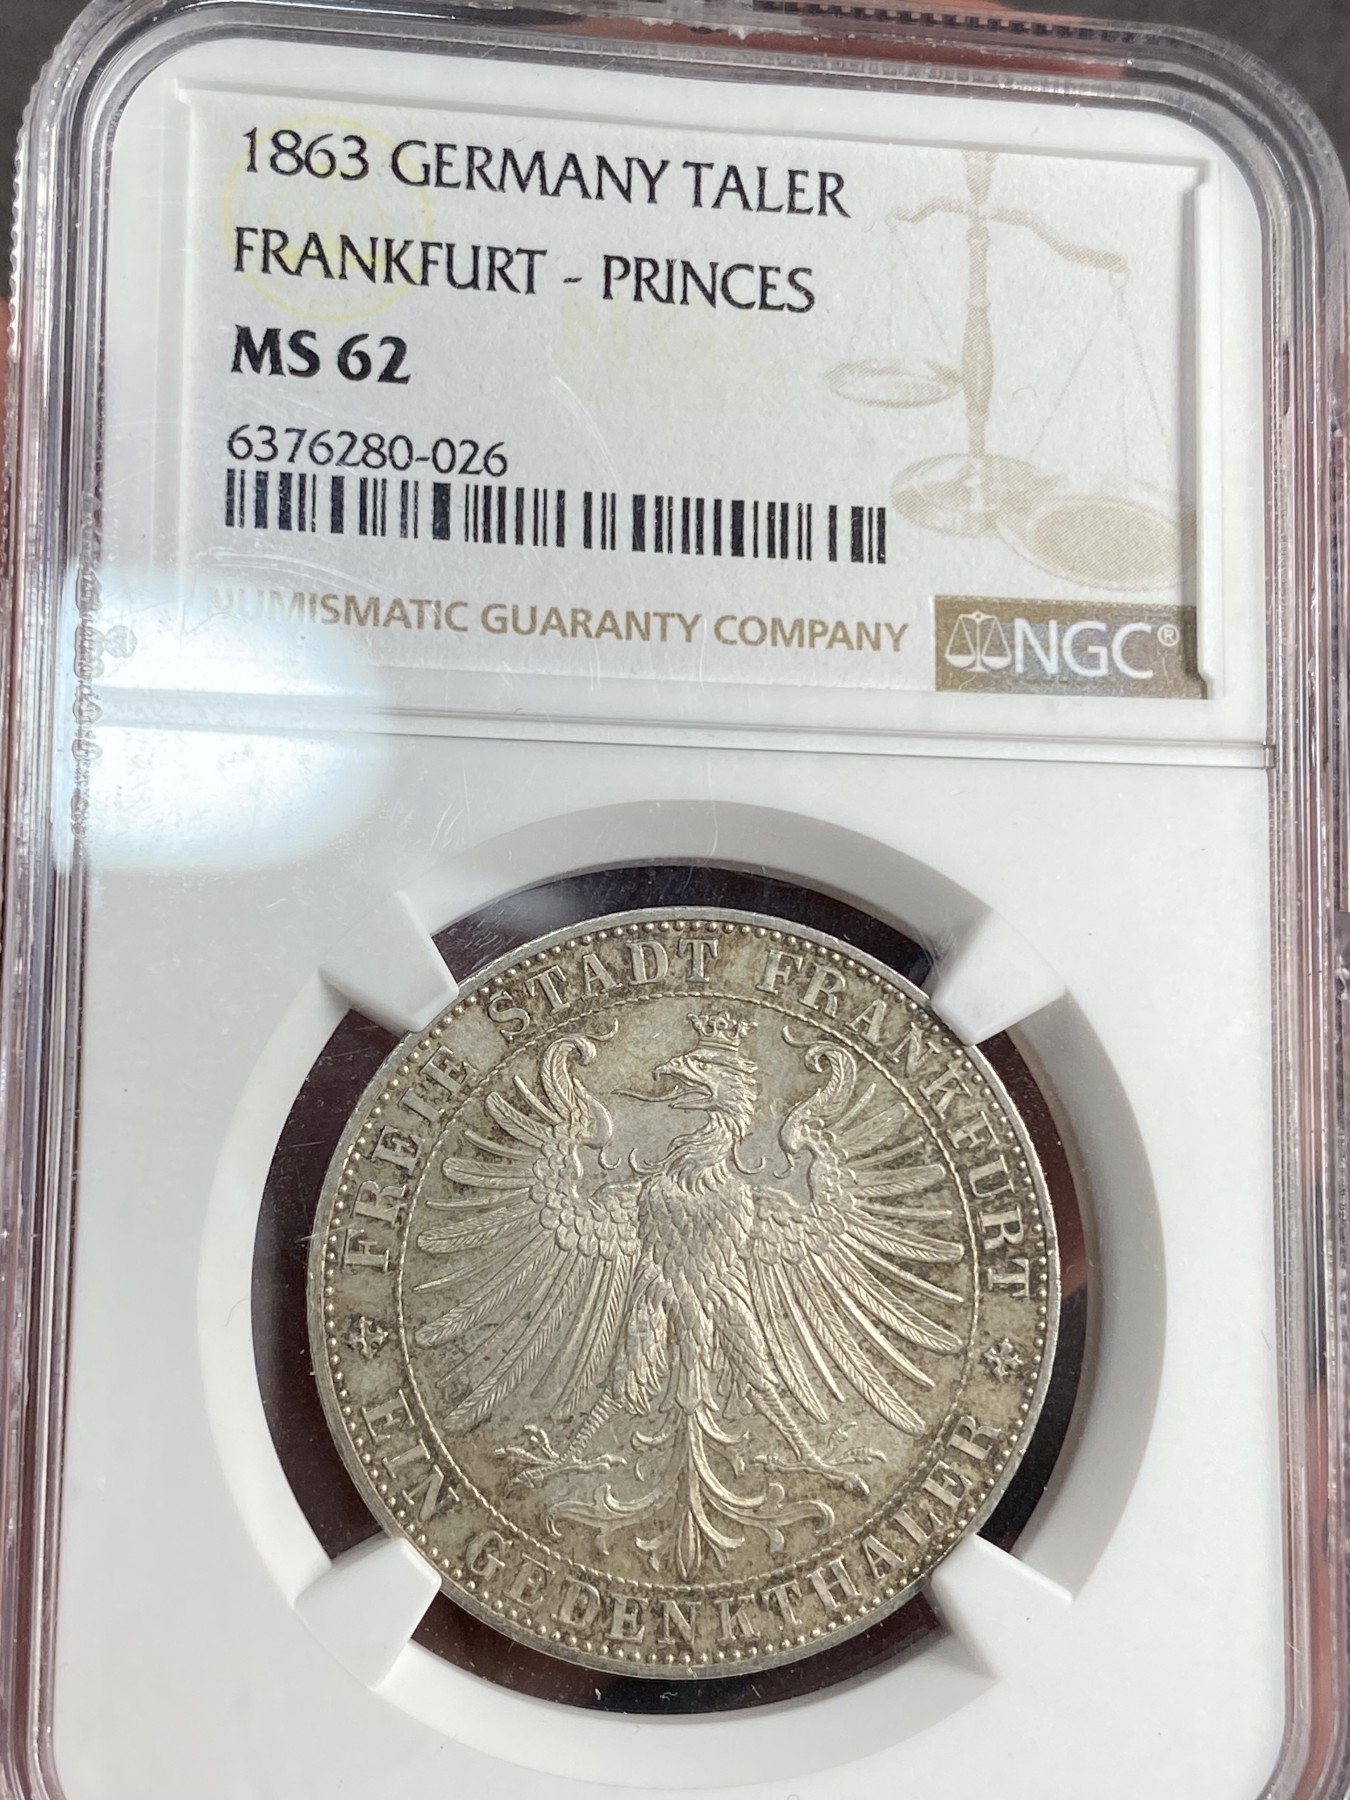 1863 GERMANY TALER
FRANKFURT - PRINCES
MS 62
6376280-026
NUMISMATIC GUARANTY COMPANY
NGC®
FREIE STADT FRANKFURT
EIN GEDENKTHALER